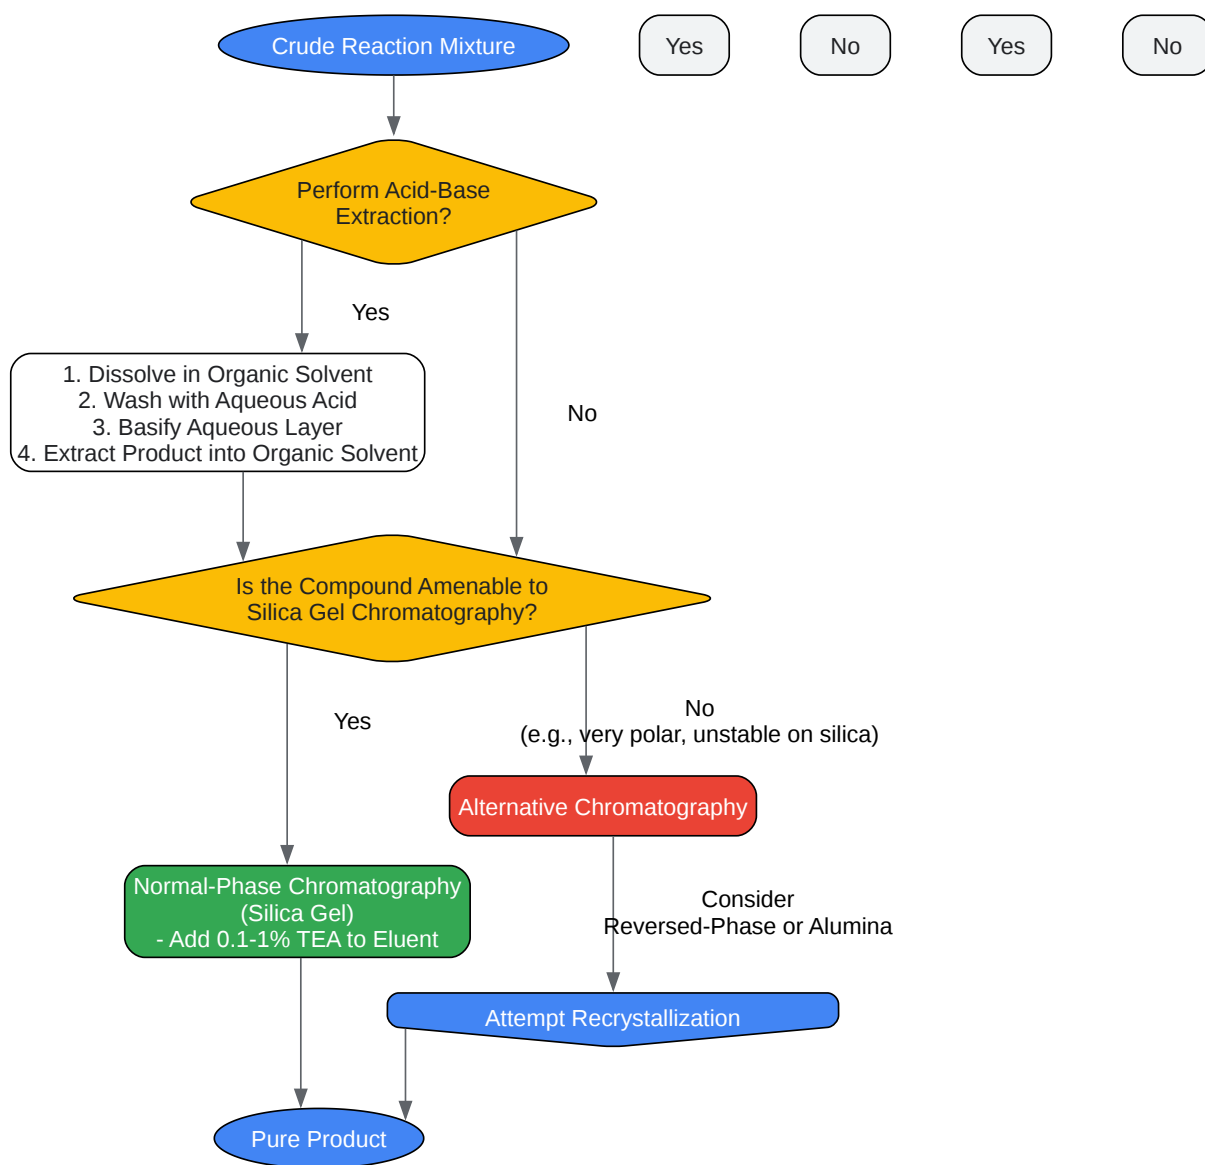 Crude Reaction Mixture
Yes
No
Yes
No
Perform Acid-Base
Extraction?
Yes
1. Dissolve in Organic Solvent
2. Wash with Aqueous Acid
3. Basify Aqueous Layer
4. Extract Product into Organic Solvent
No
Is the Compound Amenable to
Silica Gel Chromatography?
Yes
No
(e.g., very polar, unstable on silica)
Alternative Chromatography
Normal-Phase Chromatography
(Silica Gel)
- Add 0.1-1% TEA to Eluent
Consider
Reversed-Phase or Alumina
Attempt Recrystallization
Pure Product